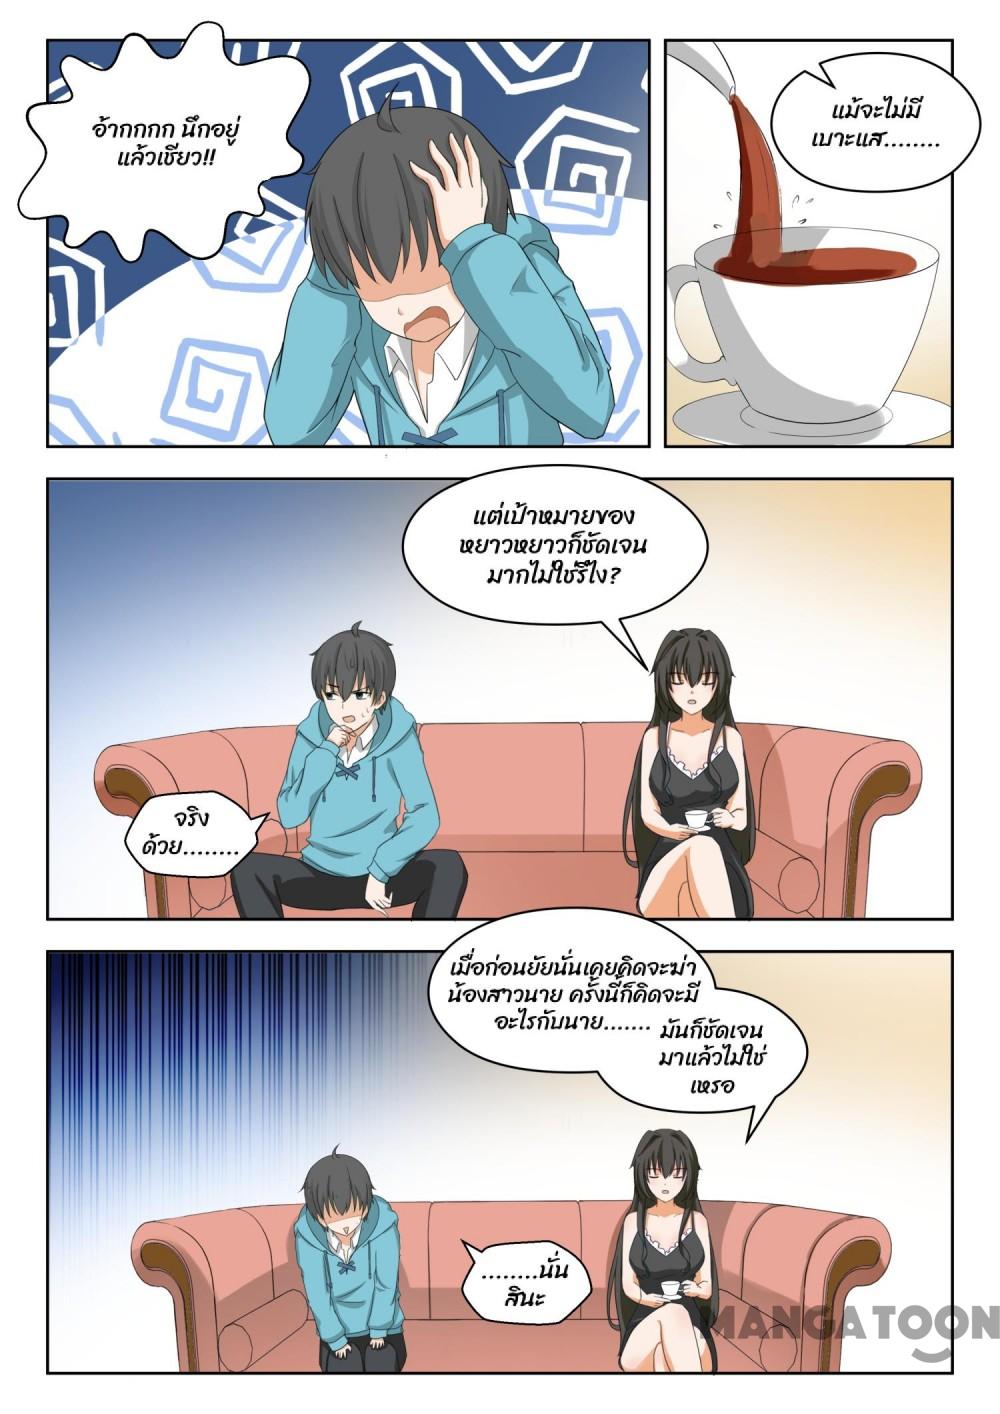 อ๊ากกกก นึกอยู่
แล้วเชียว!!
แม้จะไม่มี
เบาะแส........
แต่เป้าหมายของ
หยาวหยาวก็ชัดเจน
มากไม่ใช่รึไง?
จริง
ด้วย........
เมื่อก่อนยัยนั่นเคยคิดจะฆ่า
น้องสาวนาย ครั้งนี้ก็คิดจะมี
อะไรกับนาย.......
มันก็ชัดเจน
มาแล้วไม่ใช่
เหรอ
........นั่น
สินะ
MANGATOON